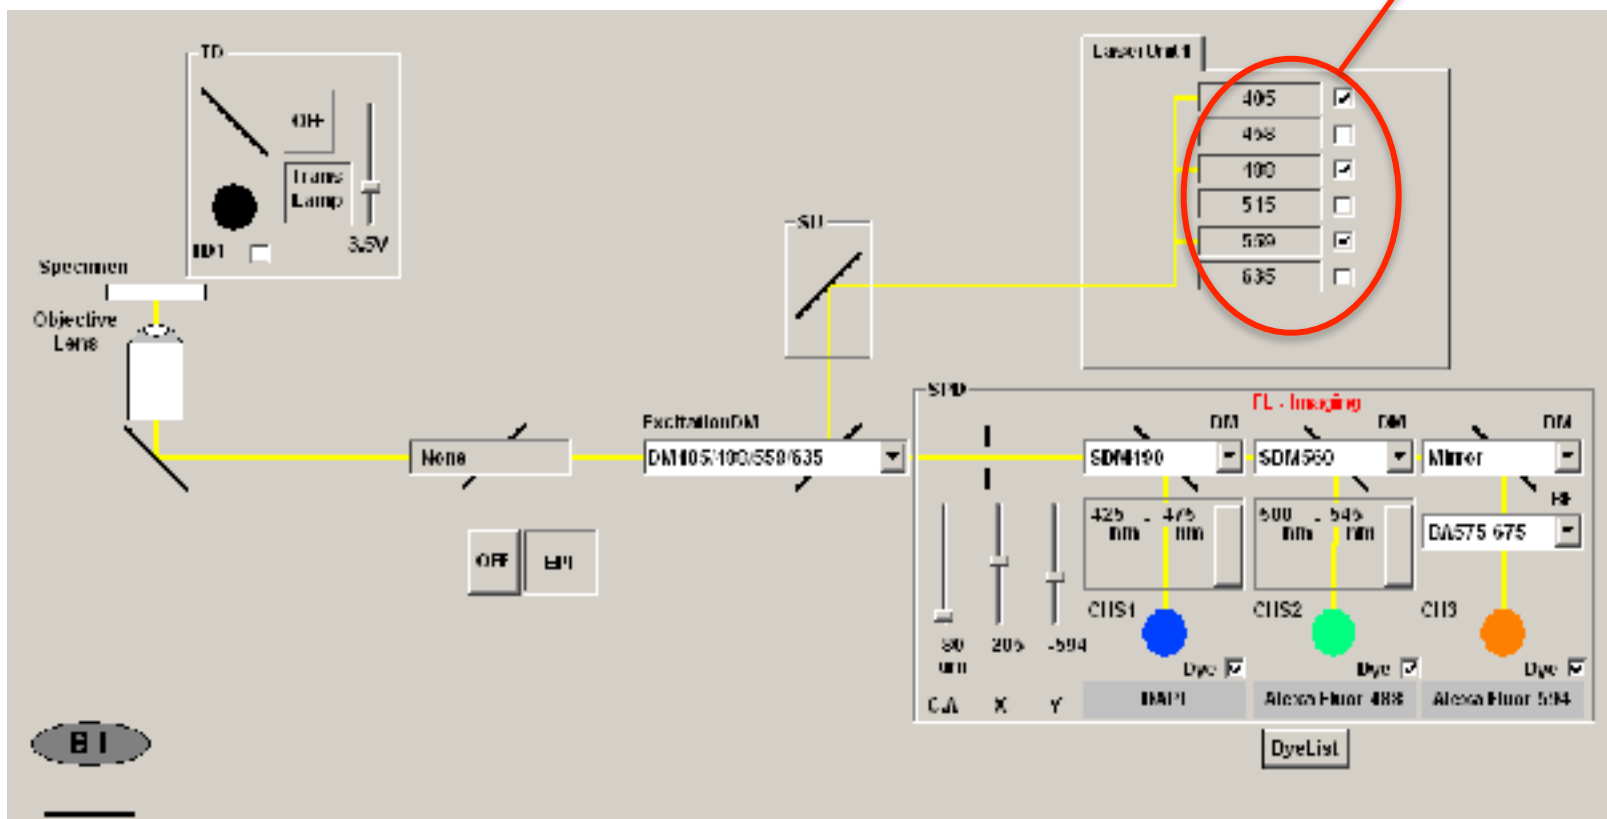 TD
OFF
Trans
Lamp
3.5V
TD1
Specimen
Objective
Lens
SU
LaserUnit1
405
458
488
515
559
635
ExcitationDM
None
DM405/488/559/635
OFF
EPI
SPD
FL - Imaging
DM
DM
DM
SDM490
SDM560
Mirror
425 - 475
nm nm
500 - 545
nm nm
BF
BA575-675
CHS1
CHS2
CH3
80
um
205
-594
C.A
X
Y
Dye
Dye
Dye
DAPI
Alexa Fluor 488
Alexa Fluor 594
DyeList